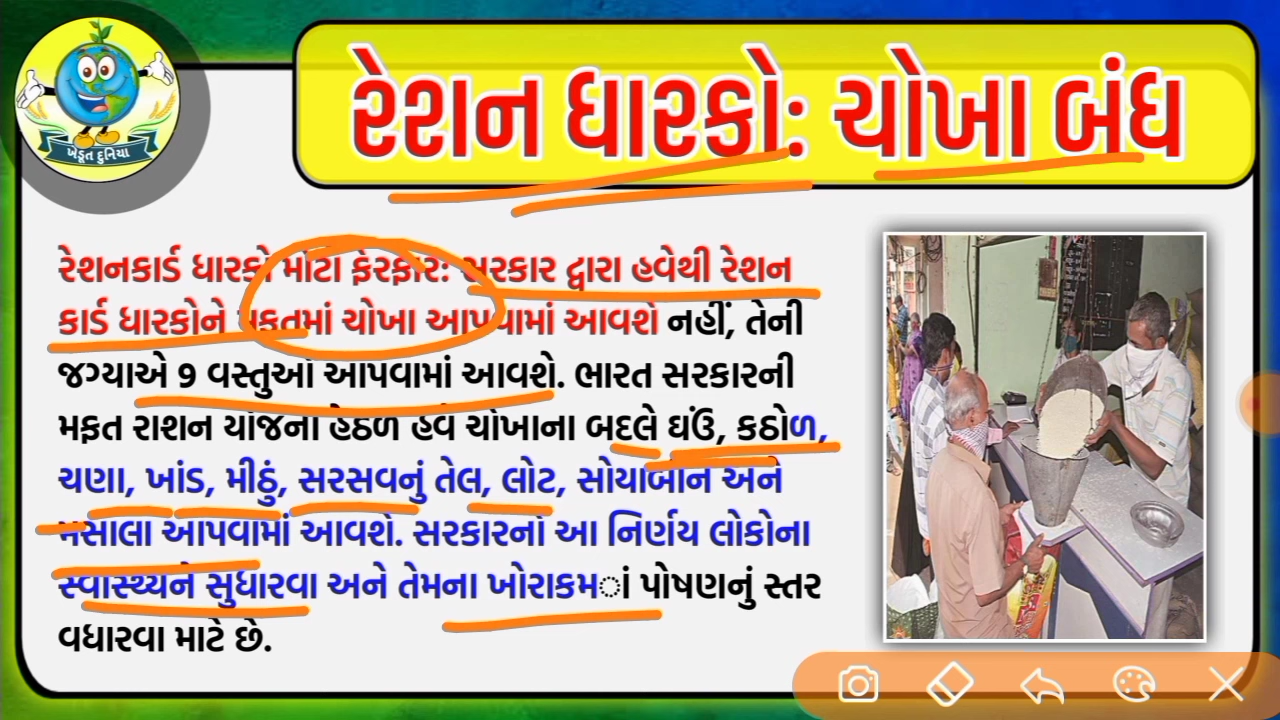 ખેડૂત દુનિયા
રેશન ધારકો: ચોખા બંધ
રેશનકાર્ડ ધારકો મોટા ફેરફાર: સરકાર દ્વારા હવેથી રેશન
કાર્ડ ધારકોને મફતમાં ચોખા આપવામાં આવશે નહીં, તેની
જગ્યાએ 9 વસ્તુઓ આપવામાં આવશે. ભારત સરકારની
મફત રાશન યોજના હેઠળ હવે ચોખાના બદલે ઘઉં, કઠોળ,
ચણા, ખાંડ, મીઠું, સરસવનું તેલ, લોટ, સોયાબીન અને
મસાલા આપવામાં આવશે. સરકારનો આ નિર્ણય લોકોના
સ્વાસ્થ્યને સુધારવા અને તેમના ખોરાકમાં પોષણનું સ્તર
વધારવા માટે છે.